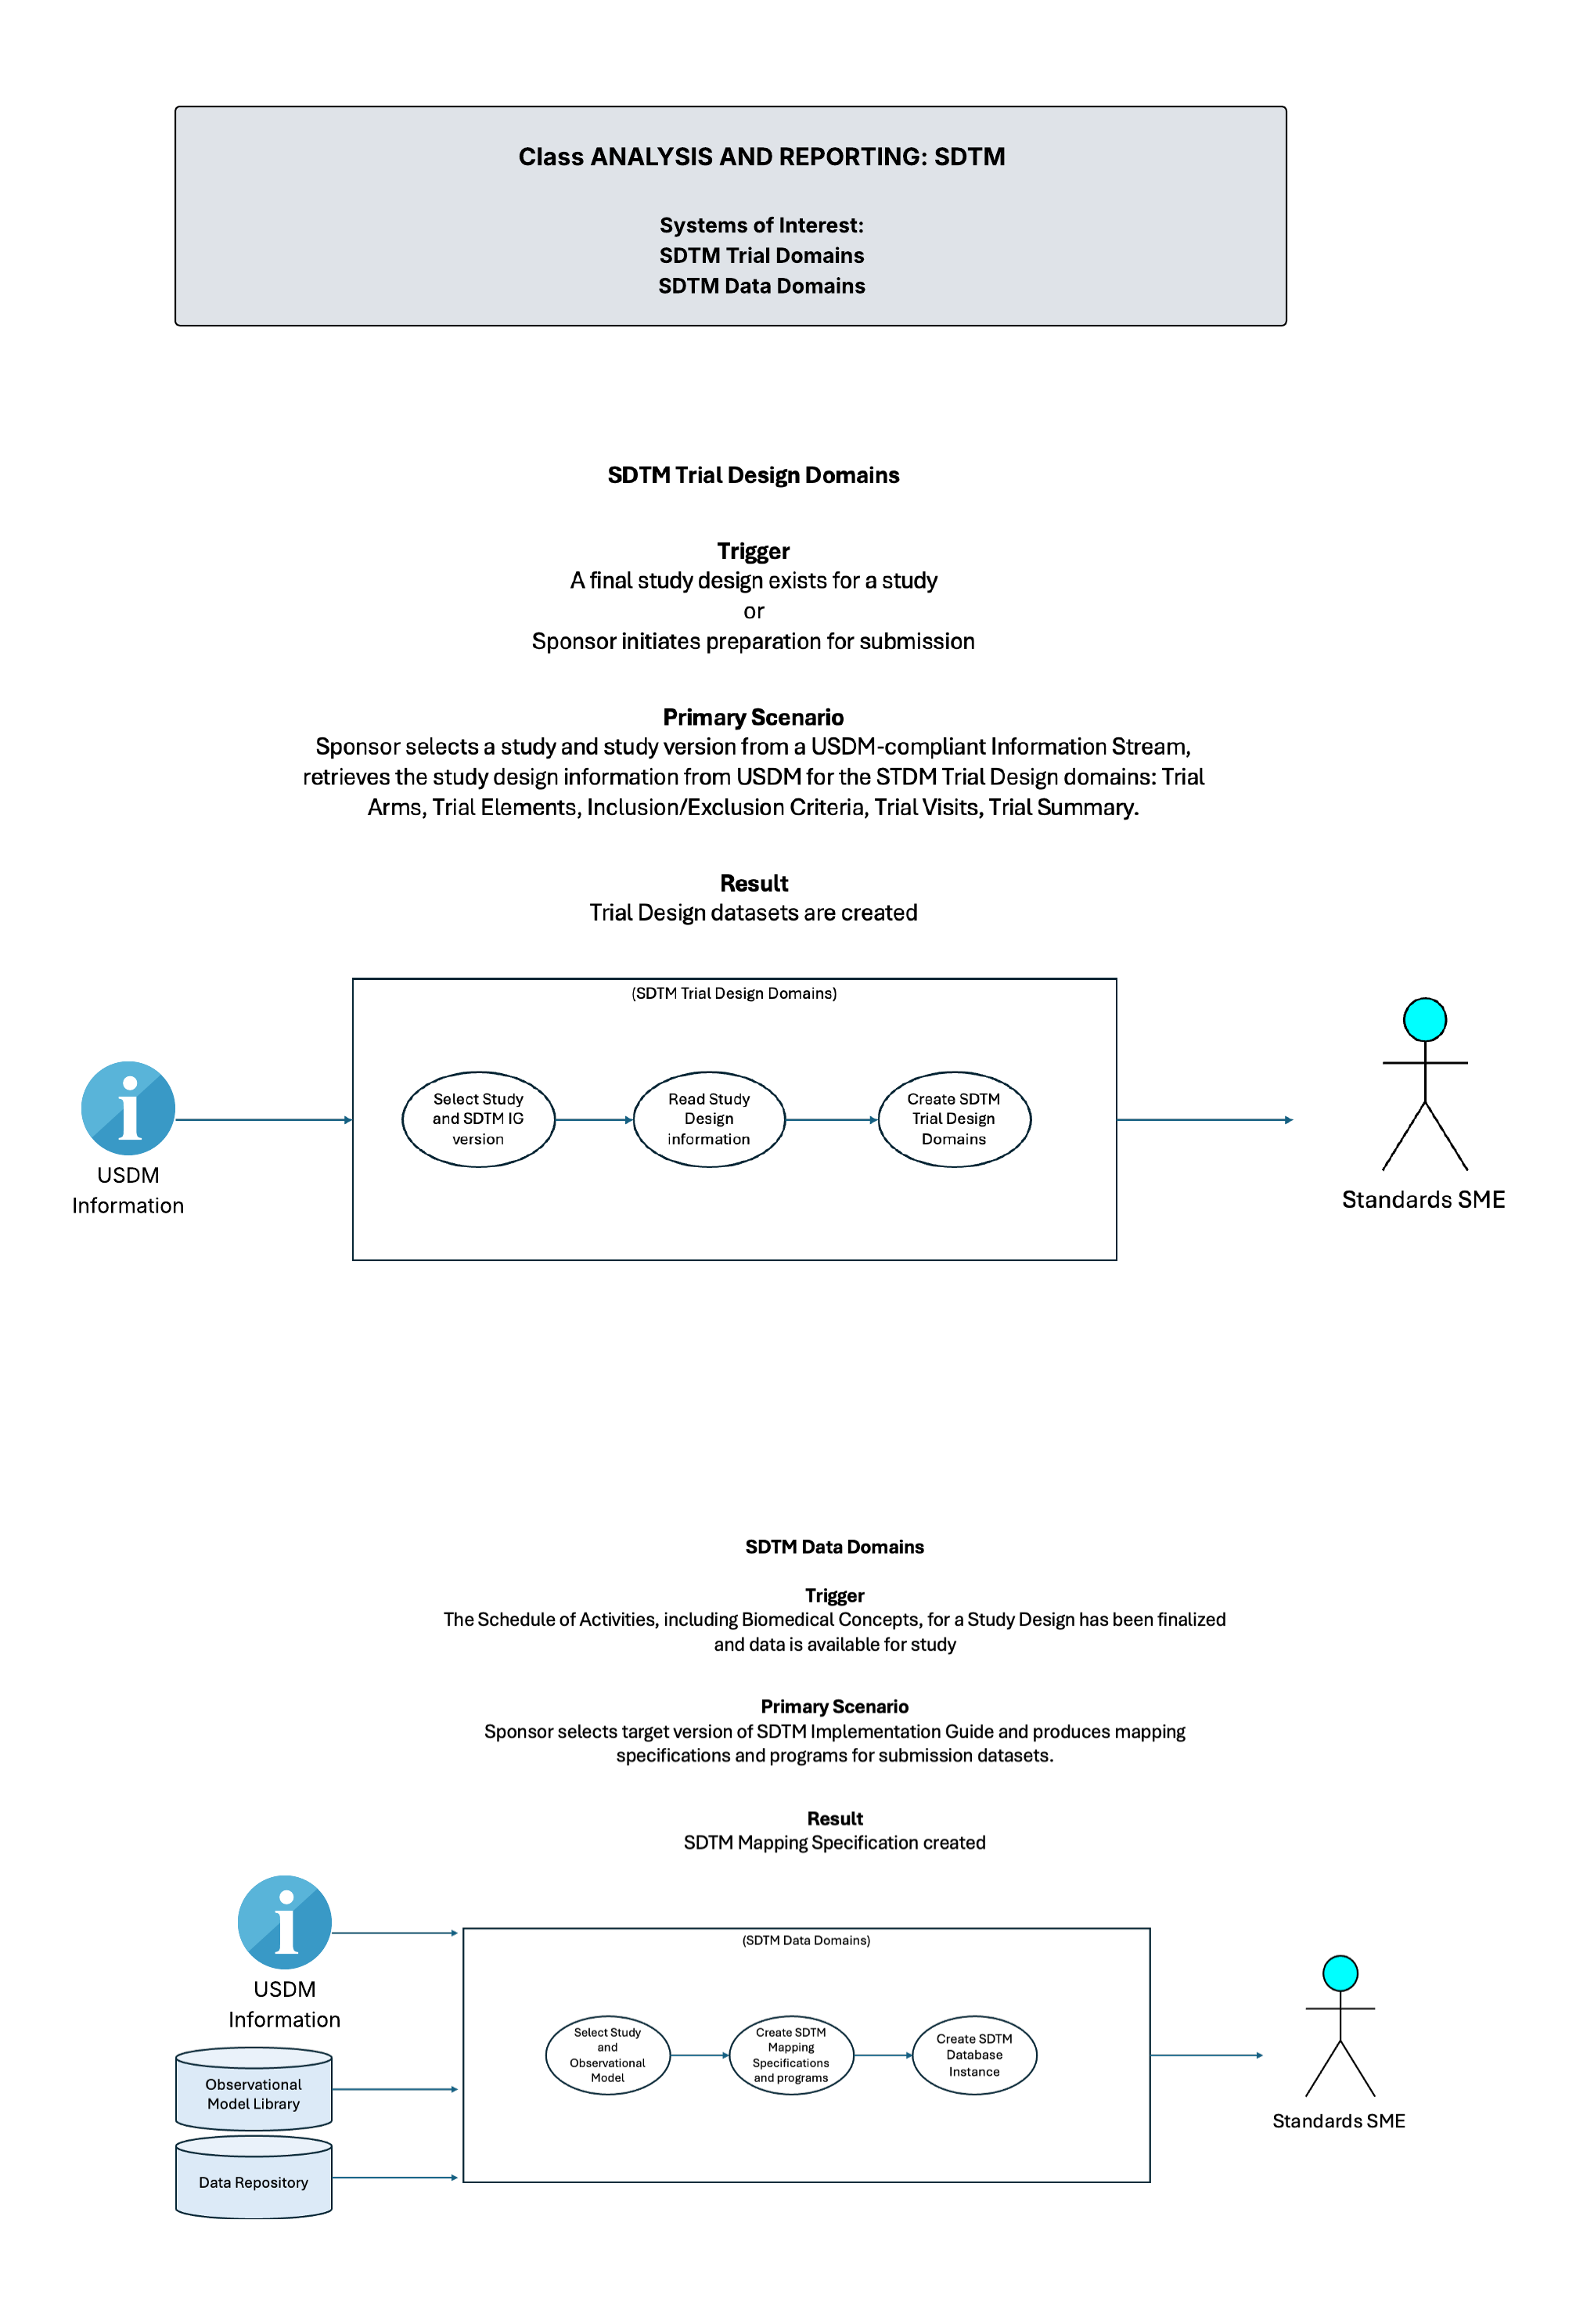 Class ANALYSIS AND REPORTING: SDTM
Systems of Interest:
SDTM Trial Domains
SDTM Data Domains
SDTM Trial Design Domains
Trigger
A final study design exists for a study
or
Sponsor initiates preparation for submission
Primary Scenario
Sponsor selects a study and study version from a USDM-compliant Information Stream,
retrieves the study design information from USDM for the STDM Trial Design domains: Trial
Arms, Trial Elements, Inclusion/Exclusion Criteria, Trial Visits, Trial Summary.
Result
Trial Design datasets are created
(SDTM Trial Design Domains)
USDM
Information
Select Study
and SDTM IG
version
Read Study
Design
information
Create SDTM
Trial Design
Domains
Standards SME
SDTM Data Domains
Trigger
The Schedule of Activities, including Biomedical Concepts, for a Study Design has been finalized
and data is available for study
Primary Scenario
Sponsor selects target version of SDTM Implementation Guide and produces mapping
specifications and programs for submission datasets.
Result
SDTM Mapping Specification created
USDM
Information
Observational
Model Library
Data Repository
(SDTM Data Domains)
Select Study
and
Observational
Model
Create SDTM
Mapping
Specifications
and programs
Create SDTM
Database
Instance
Standards SME